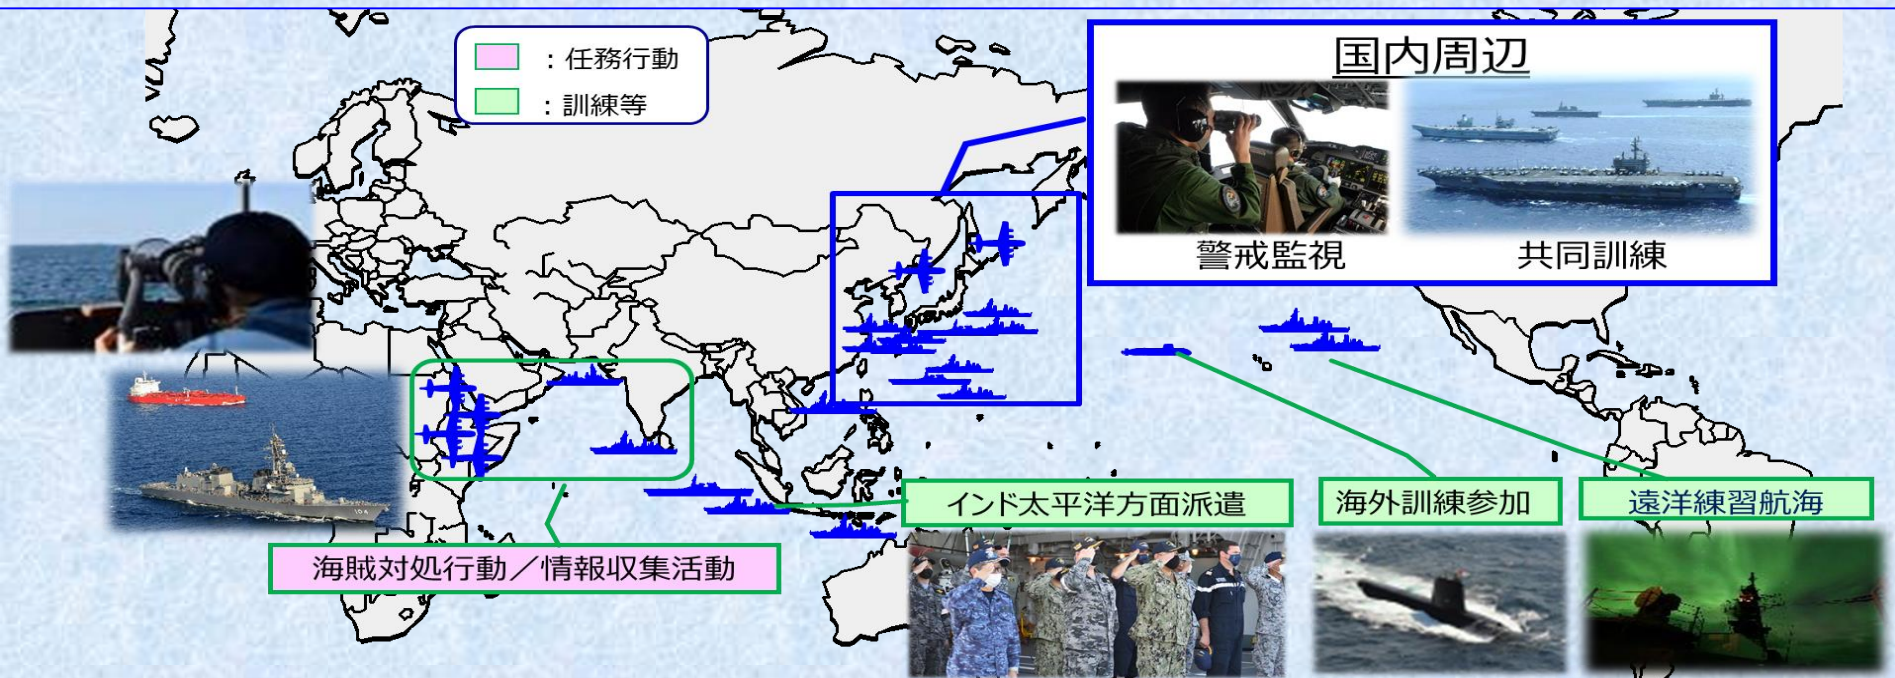 ：任務行動
：訓練等
国内周辺
警戒監視
共同訓練
インド太平洋方面派遣
海外訓練参加
遠洋練習航海
海賊対処行動／情報収集活動
104